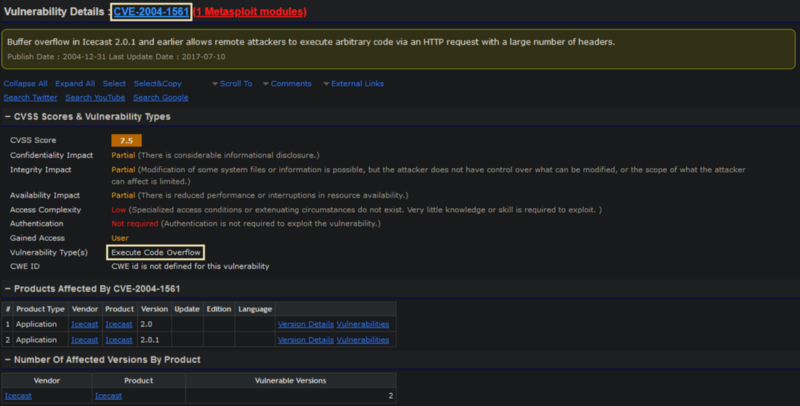 Vulnerability Details : CVE-2004-1561 (1 Metasploit modules)
Buffer overflow in Icecast 2.0.1 and earlier allows remote attackers to execute arbitrary code via an HTTP request with a large number of headers.
Publish Date : 2004-12-31 Last Update Date : 2017-07-10
Collapse All Expand All Select Select&Copy ▼ Scroll To ▼ Comments ▼ External Links
Search Twitter Search YouTube Search Google
− CVSS Scores & Vulnerability Types
CVSS Score 7.5
Confidentiality Impact Partial (There is considerable informational disclosure.)
Integrity Impact Partial (Modification of some system files or information is possible, but the attacker does not have control over what can be modified, or the scope of what the attacker
can affect is limited.)
Availability Impact Partial (There is reduced performance or interruptions in resource availability.)
Access Complexity Low (Specialized access conditions or extenuating circumstances do not exist. Very little knowledge or skill is required to exploit. )
Authentication Not required (Authentication is not required to exploit the vulnerability.)
Gained Access User
Vulnerability Type(s) Execute Code Overflow
CWE ID CWE id is not defined for this vulnerability
− Products Affected By CVE-2004-1561
# Product Type Vendor Product Version Update Edition Language
1 Application Icecast Icecast 2.0 Version Details Vulnerabilities
2 Application Icecast Icecast 2.0.1 Version Details Vulnerabilities
− Number Of Affected Versions By Product
Vendor Product Vulnerable Versions
Icecast Icecast 2